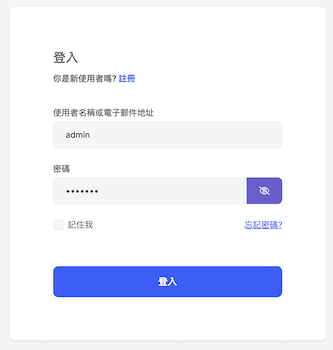 登入
你是新使用者嗎? 註冊
使用者名稱或電子郵件地址
admin
密碼
•••••••
記住我 忘記密碼?
登入